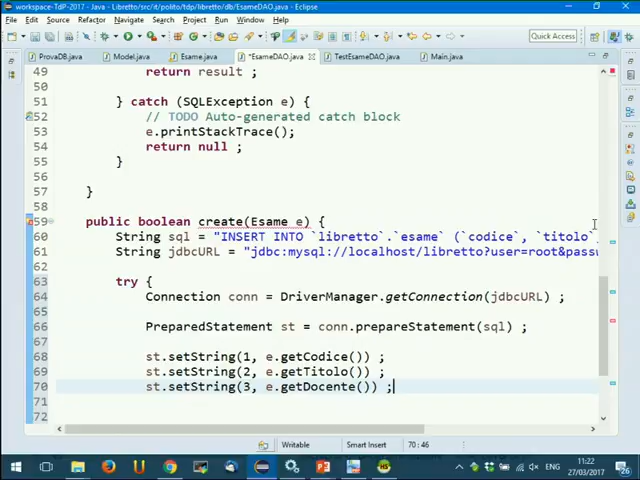 workspace-TdP-2017 - Java - Libretto/src/it/polito/tdp/libretto/db/EsameDAO.java - Eclipse
File Edit Source Refactor Navigate Search Project Run Window Help
Quick Access
ProvaDB.java Model.java Esame.java *EsameDAO.java TestEsameDAO.java Main.java
49 return result ;
50
51 } catch (SQLException e) {
52 // TODO Auto-generated catch block
53 e.printStackTrace();
54 return null ;
55 }
56
57 }
58
59 public boolean create(Esame e) {
60 String sql = "INSERT INTO `libretto`.`esame` (`codice`, `titolo`,
61 String jdbcURL = "jdbc:mysql://localhost/libretto?user=root&passw
62
63 try {
64 Connection conn = DriverManager.getConnection(jdbcURL) ;
65
66 PreparedStatement st = conn.prepareStatement(sql) ;
67
68 st.setString(1, e.getCodice()) ;
69 st.setString(2, e.getTitolo()) ;
70 st.setString(3, e.getDocente()) ;
71
72
Writable Smart Insert 70 : 46
11:22
27/03/2017
26